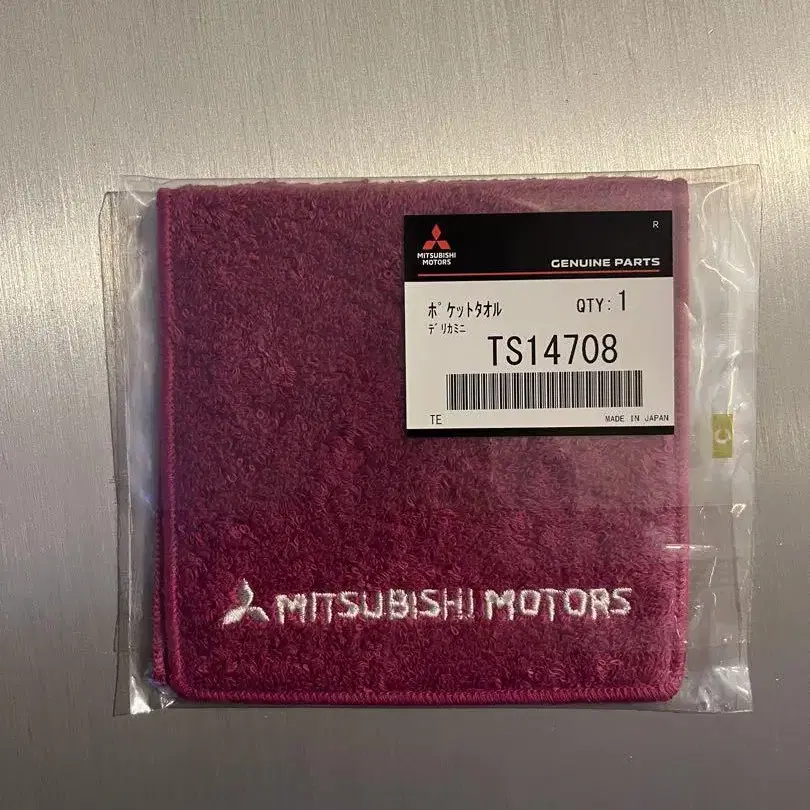 R
MITSUBISHI
MOTORS
GENUINE PARTS
ポケットタオル
QTY: 1
デリカミニ
TS14708
TE
MADE IN JAPAN
MITSUBISHI MOTORS